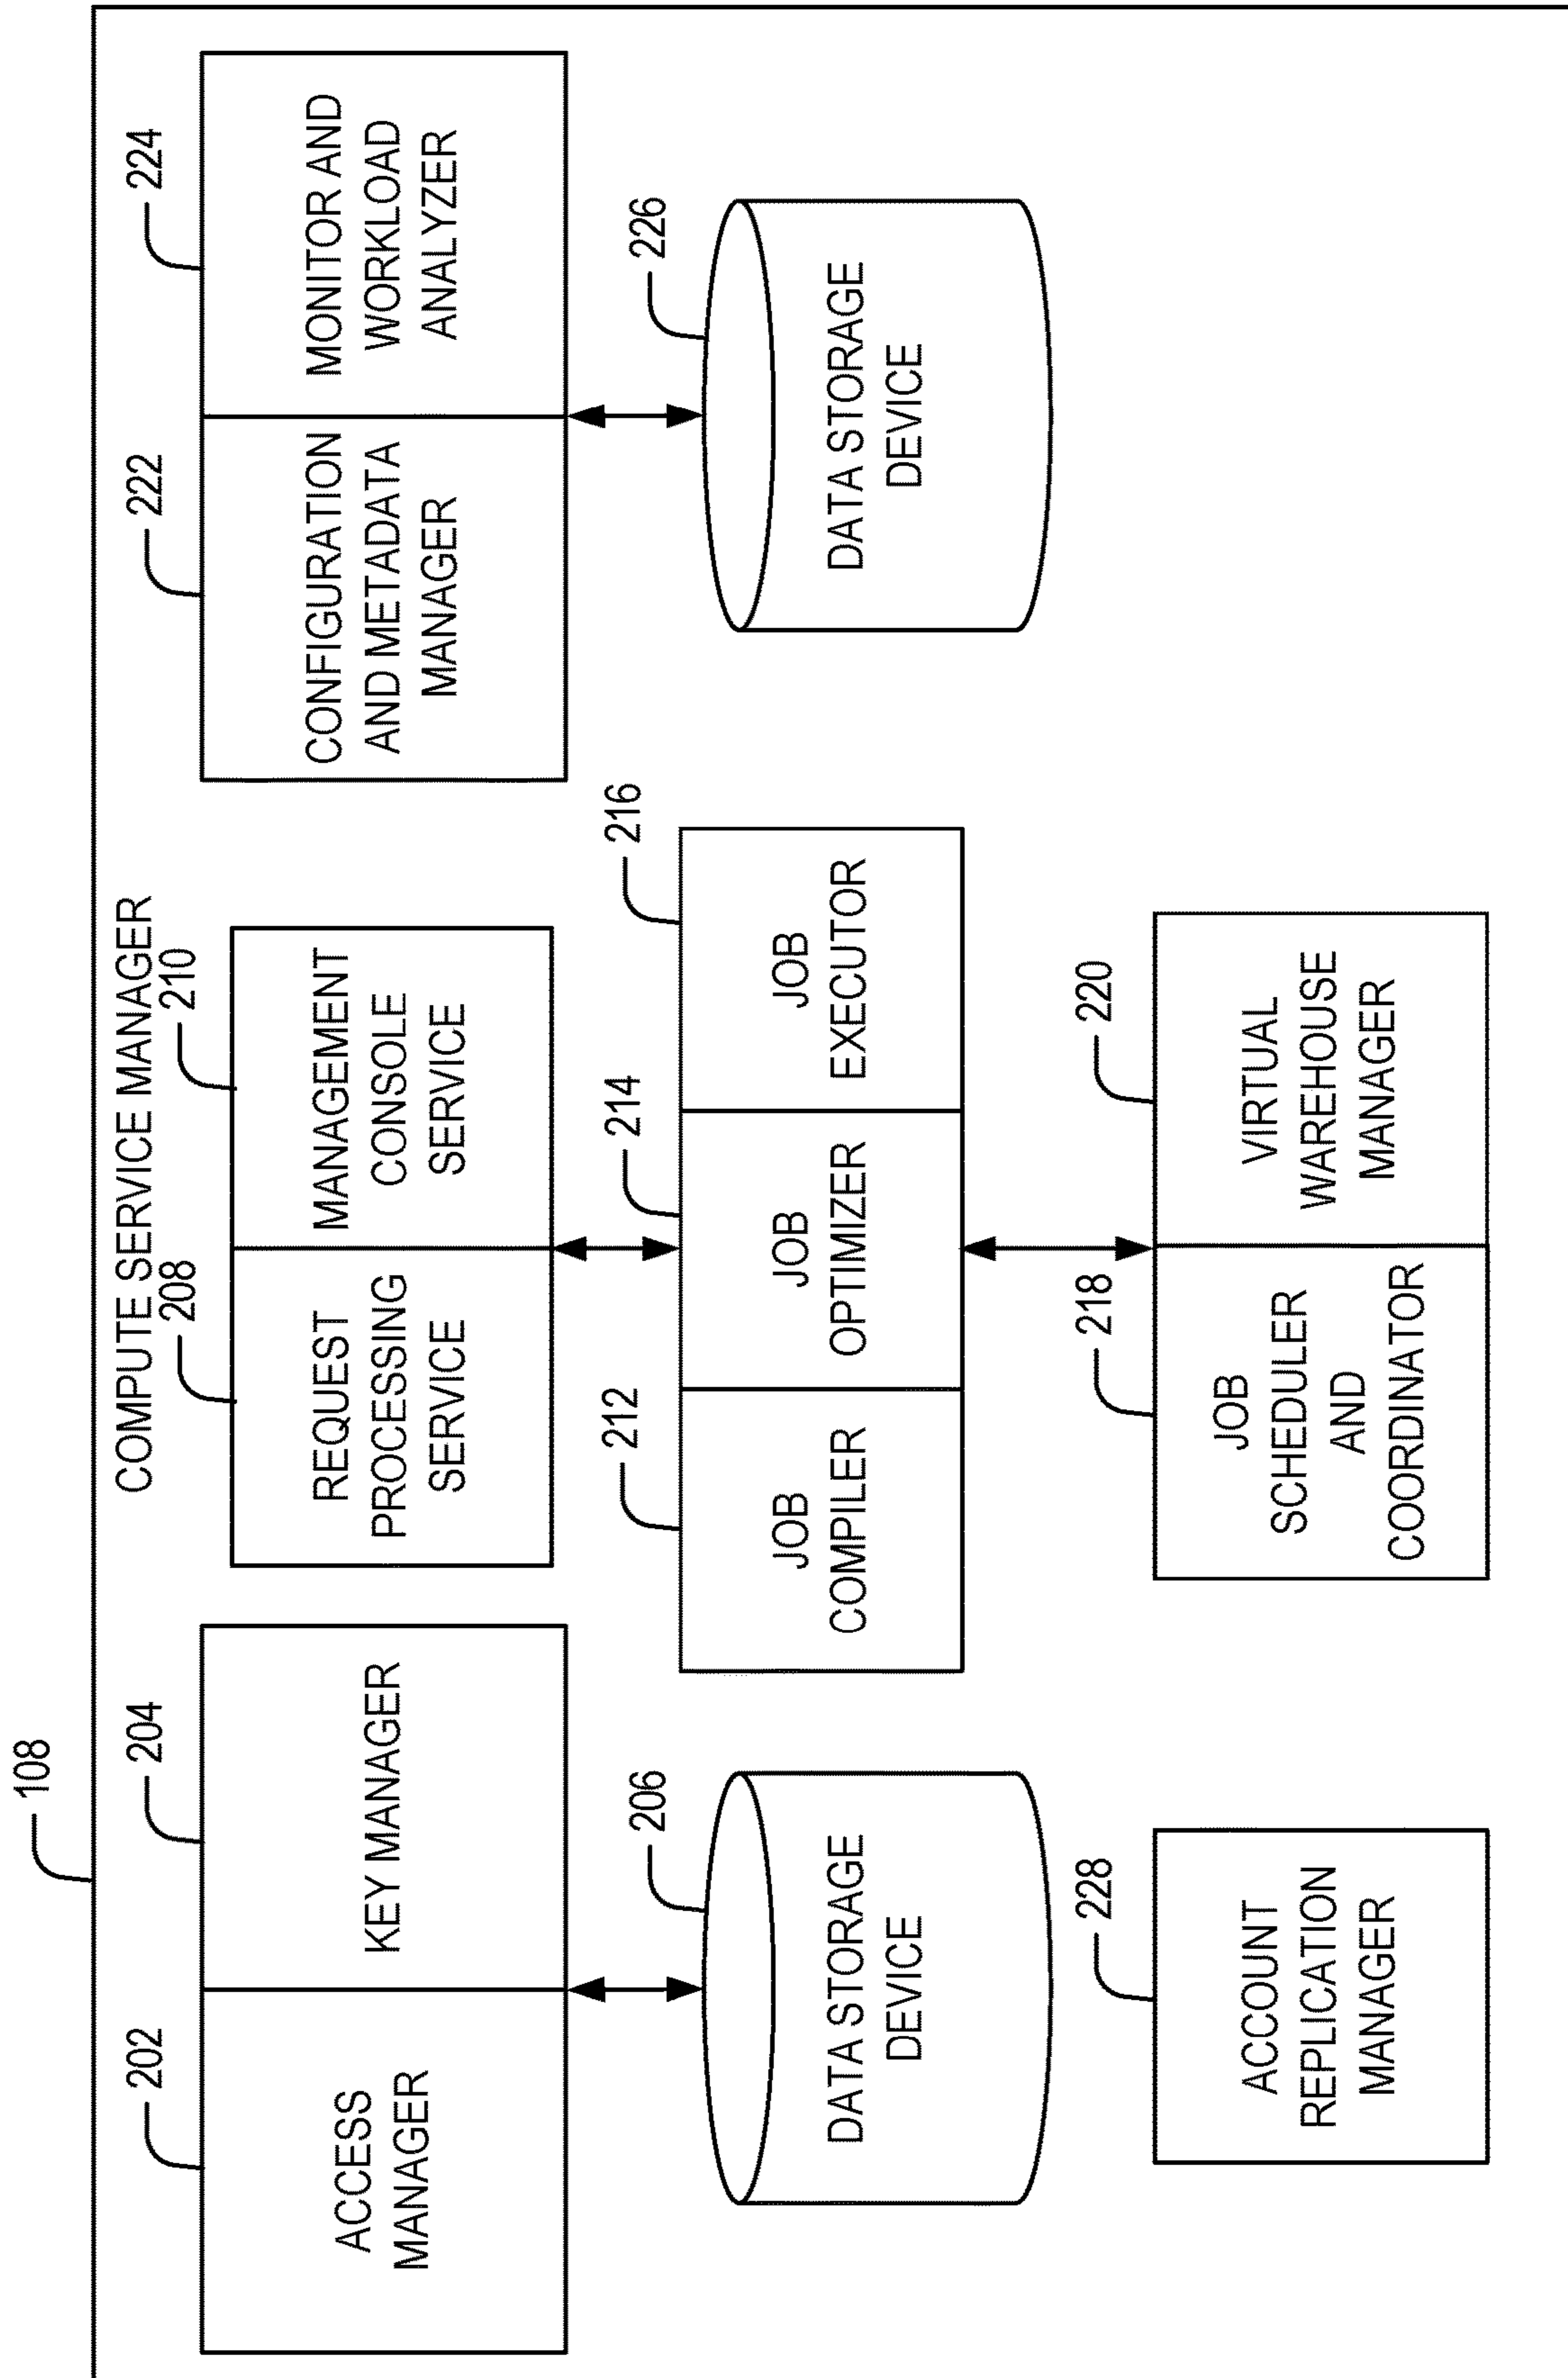 108
COMPUTE SERVICE MANAGER
202
204
208
210
222
224
ACCESS
MANAGER
KEY MANAGER
REQUEST
PROCESSING
SERVICE
MANAGEMENT
CONSOLE
SERVICE
CONFIGURATION
AND METADATA
MANAGER
MONITOR AND
WORKLOAD
ANALYZER
206
212
214
216
226
DATA STORAGE
DEVICE
JOB
COMPILER
JOB
OPTIMIZER
JOB
EXECUTOR
DATA STORAGE
DEVICE
228
218
220
ACCOUNT
REPLICATION
MANAGER
JOB
SCHEDULER
AND
COORDINATOR
VIRTUAL
WAREHOUSE
MANAGER